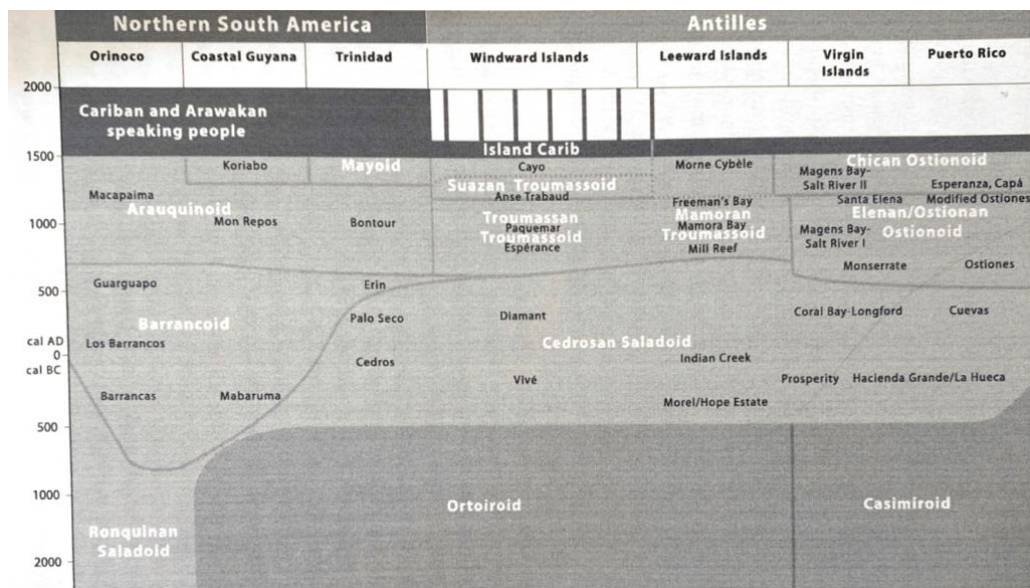 Northern South America
Antilles
Orinoco
Coastal Guyana
Trinidad
Windward Islands
Leeward Islands
Virgin
Islands
Puerto Rico
2000
Cariban and Arawakan
speaking people
Island Carib
1500
Koriabo
Mayoid
Cayo
Morne Cybèle
Chican Ostionoid
Magens Bay-
Salt River II
Suazan Troumassoid
Esperanza, Capá
Macapaima
Anse Trabaud
Freeman's Bay
Santa Elena
Modified Ostiones
Arauquinoid
1000
Mon Repos
Bontour
Troumassan
Paquemar
Troumassoid
Espérance
Mamoran
Mamora Bay
Troumassoid
Mill Reef
Elenan/Ostionan
Ostionoid
Magens Bay-
Salt River I
Monserrate
Ostiones
Guarguapo
Erin
500
Barrancoid
Palo Seco
Diamant
Coral Bay-Longford
Cuevas
cal AD
0
cal BC
Los Barrancos
Cedros
Cedrosan Saladoid
Indian Creek
Vivé
Prosperity
Hacienda Grande/La Hueca
Barrancas
Mabaruma
Morel/Hope Estate
500
1000
Ortoiroid
Casimiroid
Ronquinan
Saladoid
2000